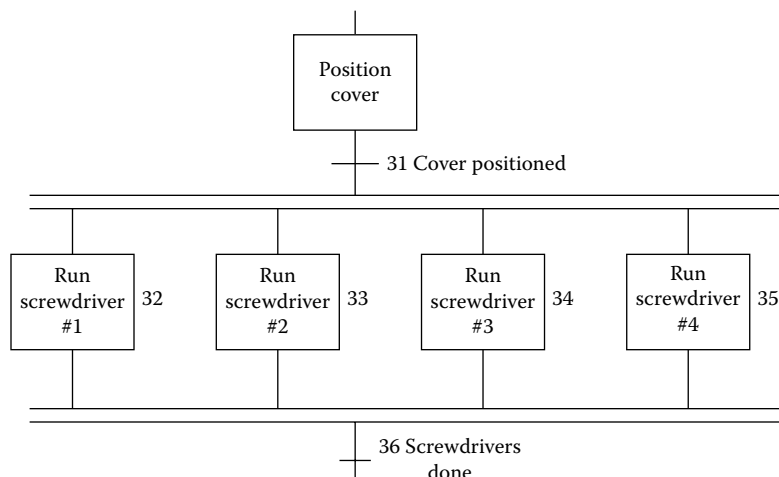 Position
cover
31 Cover positioned
Run
screwdriver
#1
32
Run
screwdriver
#2
33
Run
screwdriver
#3
34
Run
screwdriver
#4
35
36 Screwdrivers
done